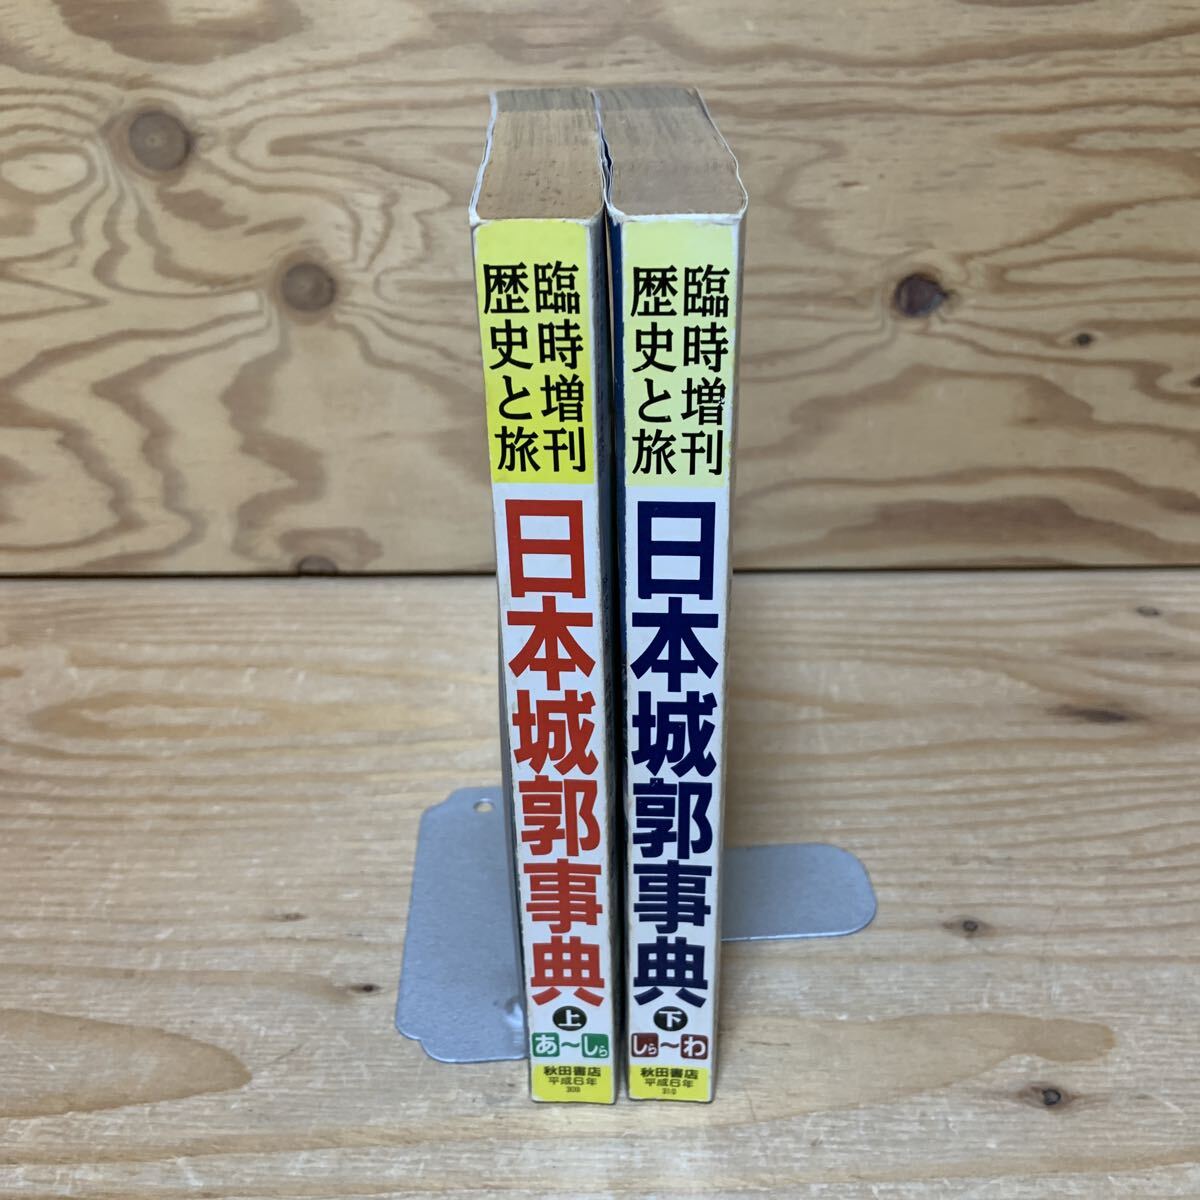 臨時増刊
歴史と旅
日本城郭事典
上
あ〜しら
秋田書店
平成6年
臨時増刊
歴史と旅
日本城郭事典
下
しら〜わ
秋田書店
平成6年